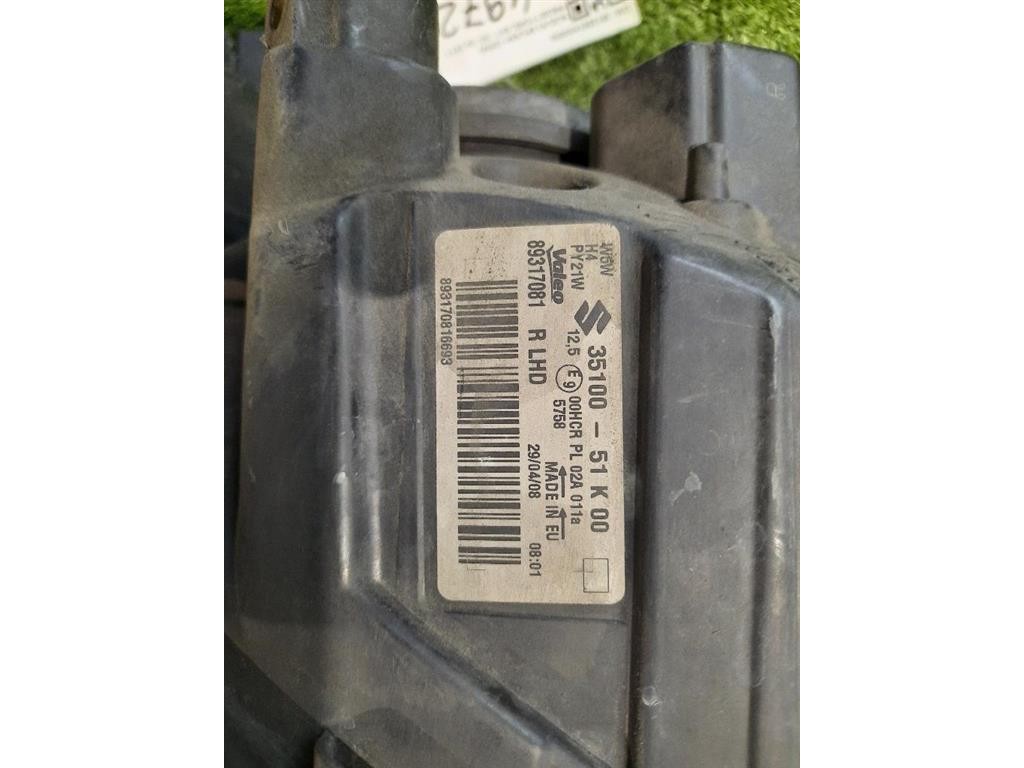 W5W
H4
PY21W
Valeo
89317081 R LHD
35100 - 51 K 00
12,5 E9 00HCR PL 02A 011a
5758
MADE IN EU
29/04/08 08:01
893170816693